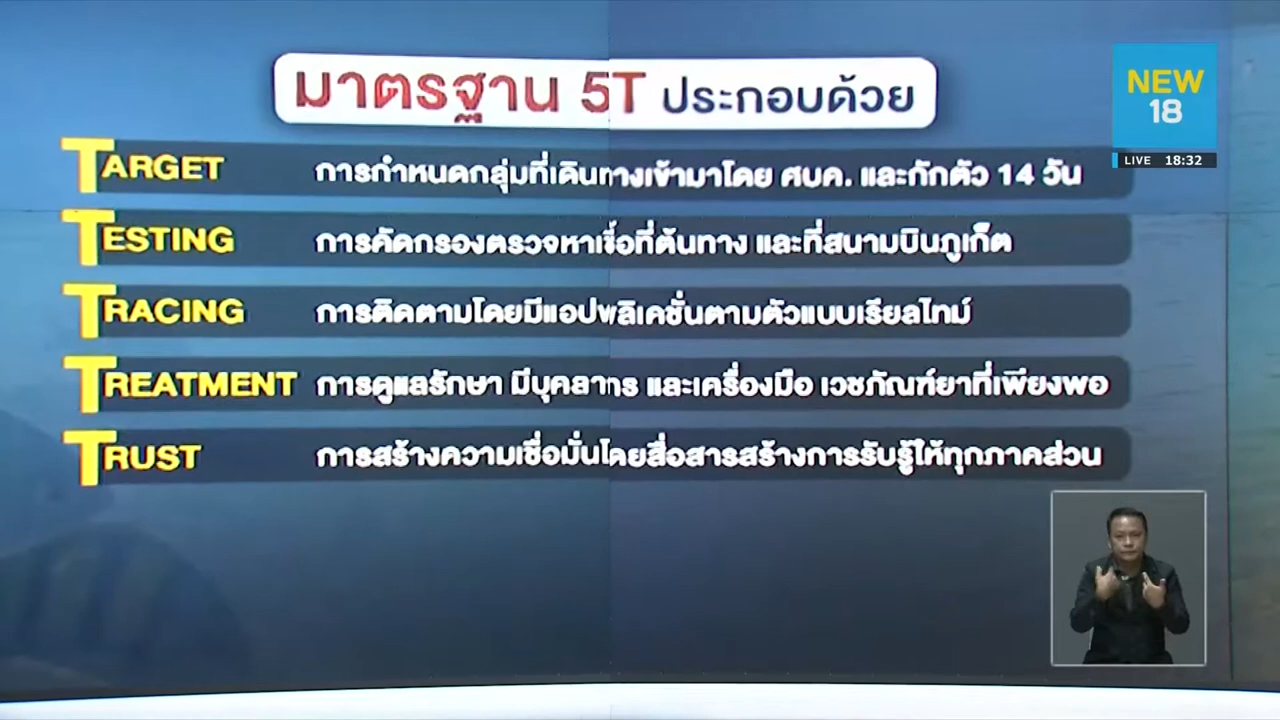 มาตรฐาน 5T ประกอบด้วย
NEW
18
LIVE 18:32
TARGET การกำหนดกลุ่มที่เดินทางเข้ามาโดย ศบค. และกักตัว 14 วัน
TESTING การคัดกรองตรวจหาเชื้อที่ต้นทาง และที่สนามบินภูเก็ต
TRACING การติดตามโดยมีแอปพลิเคชั่นตามตัวแบบเรียลไทม์
TREATMENT การดูแลรักษา มีบุคลากร และเครื่องมือ เวชภัณฑ์ยาที่เพียงพอ
TRUST การสร้างความเชื่อมั่นโดยสื่อสารสร้างการรับรู้ให้ทุกภาคส่วน